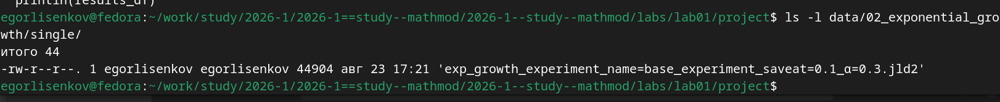 println(results_df)
egorlisenkov@fedora:~/work/study/2026-1/2026-1==study--mathmod/2026-1--study--mathmod/labs/lab01/project$ ls -l data/02_exponential_gro
wth/single/
итого 44
-rw-r--r--. 1 egorlisenkov egorlisenkov 44904 авг 23 17:21 'exp_growth_experiment_name=base_experiment_saveat=0.1_α=0.3.jld2'
egorlisenkov@fedora:~/work/study/2026-1/2026-1==study--mathmod/2026-1--study--mathmod/labs/lab01/project$